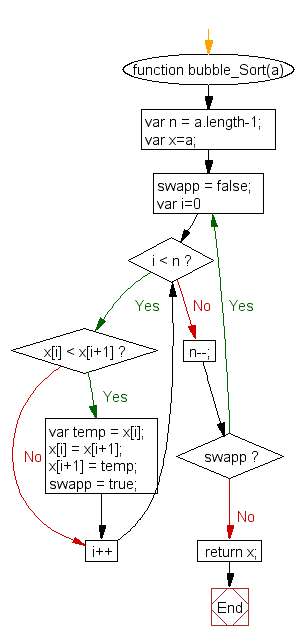 function bubble_Sort(a)
var n = a.length-1;
var x=a;
swapp = false;
var i=0
i < n ?
Yes
No
Yes
x[i] < x[i+1] ?
n--;
Yes
var temp = x[i];
x[i] = x[i+1];
x[i+1] = temp;
swapp = true;
No
swapp ?
No
i++
return x;
End